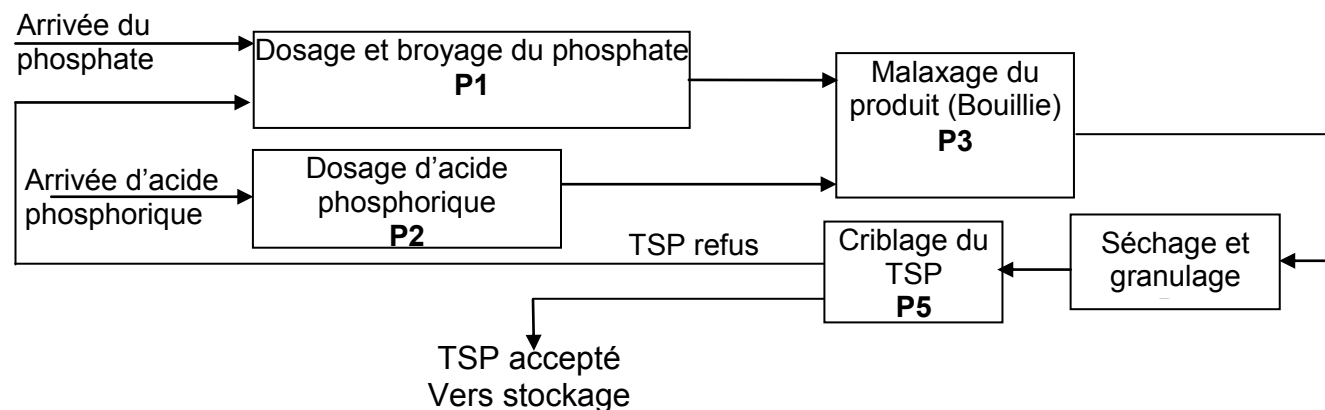 Arrivée du
phosphate
Dosage et broyage du phosphate
P1
Malaxage du
produit (Bouillie)
P3
Arrivée d'acide
phosphorique
Dosage d'acide
phosphorique
P2
TSP refus
Criblage du
TSP
P5
Séchage et
granulage
TSP accepté
Vers stockage